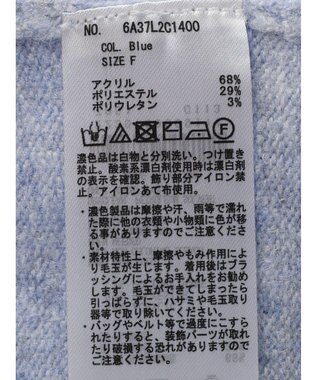 NO. 6A37L2C1400
COL. Blue
SIZE F
アクリル 68%
ポリエステル 29%
ポリウレタン 3%
濃色品は白物と分別洗い。つけ置き
禁止。酸素系漂白剤使用時は漂白剤
の表示を確認。飾り部分アイロン禁
止。アイロンあて布使用。
・濃色製品は摩擦や汗、雨等で濡れ
た際に他の衣類や小物類に色が移
る事がありますのでご注意くださ
い。
・素材特性上、摩擦やもみ作用によ
り毛玉が生じます。着用後はブラ
ッシングによるお手入れをお勧め
します。毛玉ができてしまったら
引っぱらずに、ハサミや毛玉取り
器等で取り除いてください。
・バッグやベルト等で過度にこすら
れたりすると、装飾パーツが取れ
たり破損する恐れがありますので
ご注意ください。